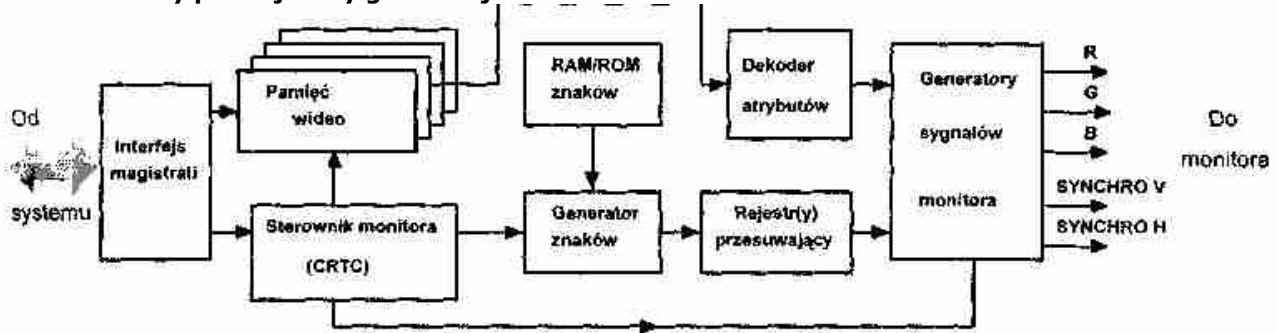 Od
systemu
Interfejs
magistrali
Pamięć
wideo
Sterownik monitora
(CRTC)
RAM/ROM
znaków
Generator
znaków
Dekoder
atrybutów
Rejestr(y)
przesuwający
Generatory
sygnałów
monitora
R
G
B
SYNCHRO V
SYNCHRO H
Do
monitora